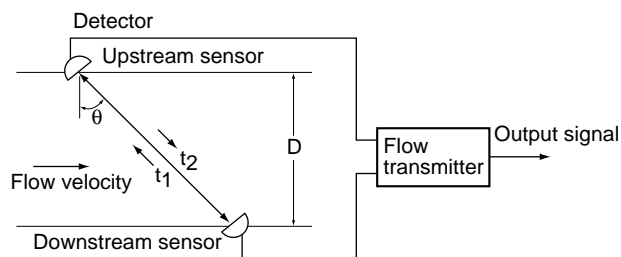 Detector
Upstream sensor
θ
t2
t1
D
Flow velocity
Downstream sensor
Flow
transmitter
Output signal